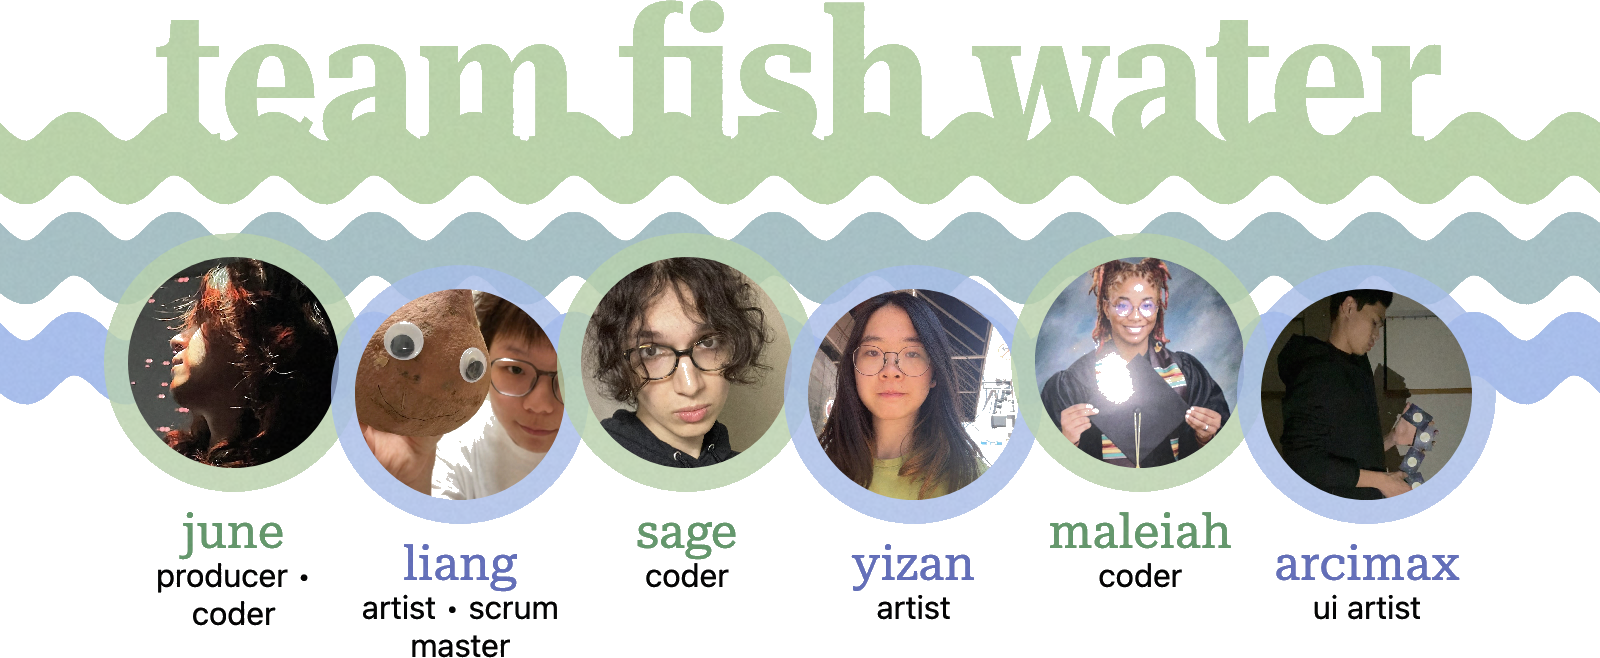 team fish water
june
producer •
coder
liang
artist • scrum
master
sage
coder
yizan
artist
maleiah
coder
arcimax
ui artist